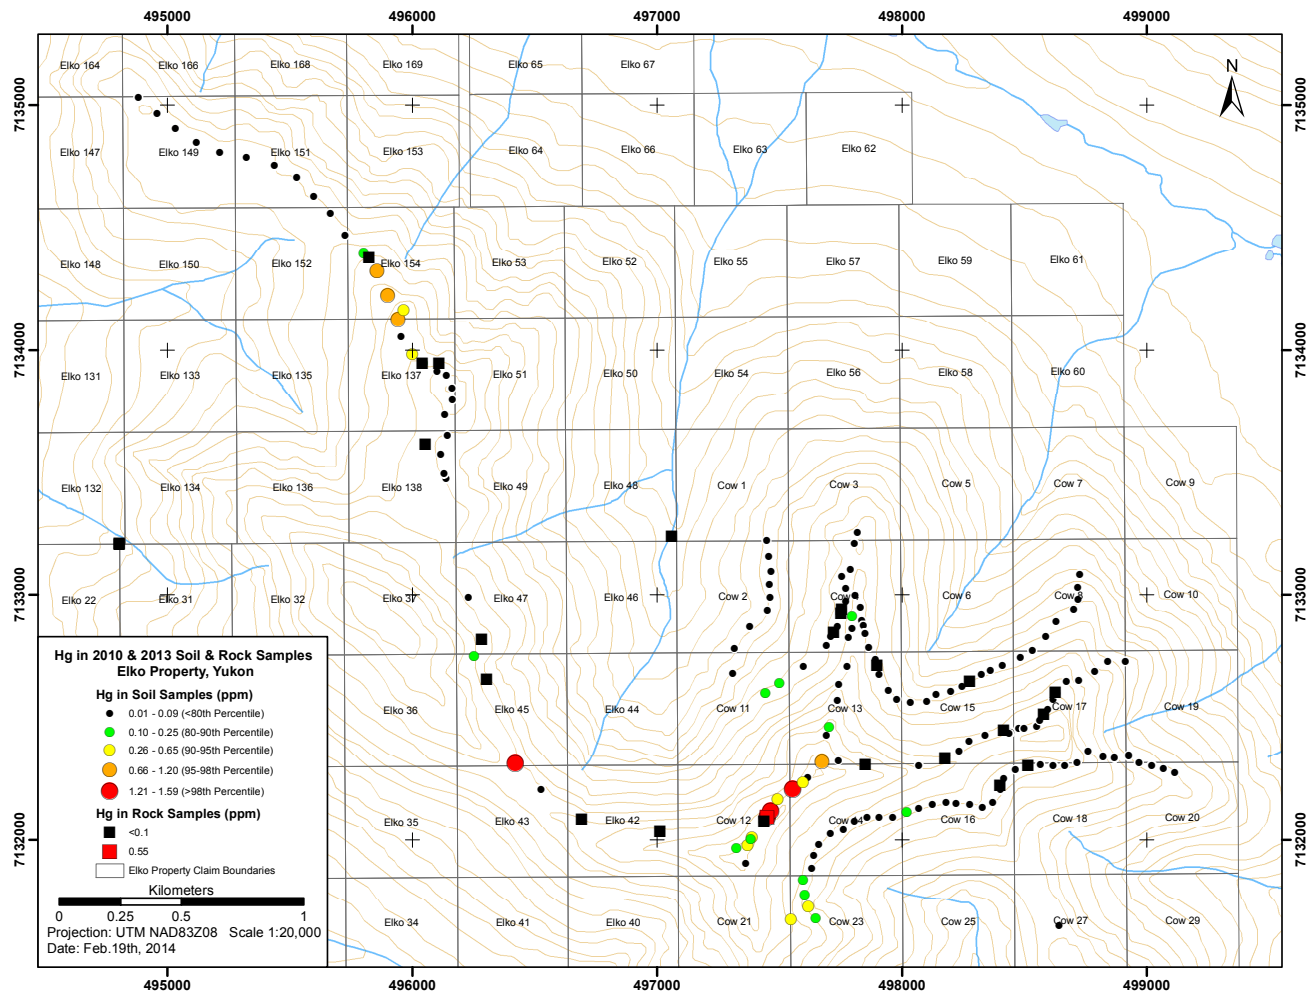 495000 496000 497000 498000 499000
N
7135000 7135000
Elko 164 Elko 166 Elko 168 Elko 169 Elko 65 Elko 67
Elko 147 Elko 149 Elko 151 Elko 153 Elko 64 Elko 66 Elko 63 Elko 62
Elko 148 Elko 150 Elko 152 Elko 154 Elko 53 Elko 52 Elko 55 Elko 57 Elko 59 Elko 61
7134000 7134000
Elko 131 Elko 133 Elko 135 Elko 137 Elko 51 Elko 50 Elko 54 Elko 56 Elko 58 Elko 60
Elko 132 Elko 134 Elko 136 Elko 138 Elko 49 Elko 48 Cow 1 Cow 3 Cow 5 Cow 7 Cow 9
7133000 7133000
Elko 22 Elko 31 Elko 32 Elko 37 Elko 47 Elko 46 Cow 2 Cow Cow 6 Cow 8 Cow 10
Elko 36 Elko 45 Elko 44 Cow 11 Cow 13 Cow 15 Cow 17 Cow 19
7132000 7132000
Elko 35 Elko 43 Elko 42 Cow 12 Cow 14 Cow 16 Cow 18 Cow 20
Elko 34 Elko 41 Elko 40 Cow 21 Cow 23 Cow 25 Cow 27 Cow 29
Hg in 2010 & 2013 Soil & Rock Samples
Elko Property, Yukon
Hg in Soil Samples (ppm)
0.01 - 0.09 (<80th Percentile)
0.10 - 0.25 (80-90th Percentile)
0.26 - 0.65 (90-95th Percentile)
0.66 - 1.20 (95-98th Percentile)
1.21 - 1.59 (>98th Percentile)
Hg in Rock Samples (ppm)
<0.1
0.55
Elko Property Claim Boundaries
Kilometers
0 0.25 0.5 1
Projection: UTM NAD83Z08 Scale 1:20,000
Date: Feb.19th, 2014
495000 496000 497000 498000 499000